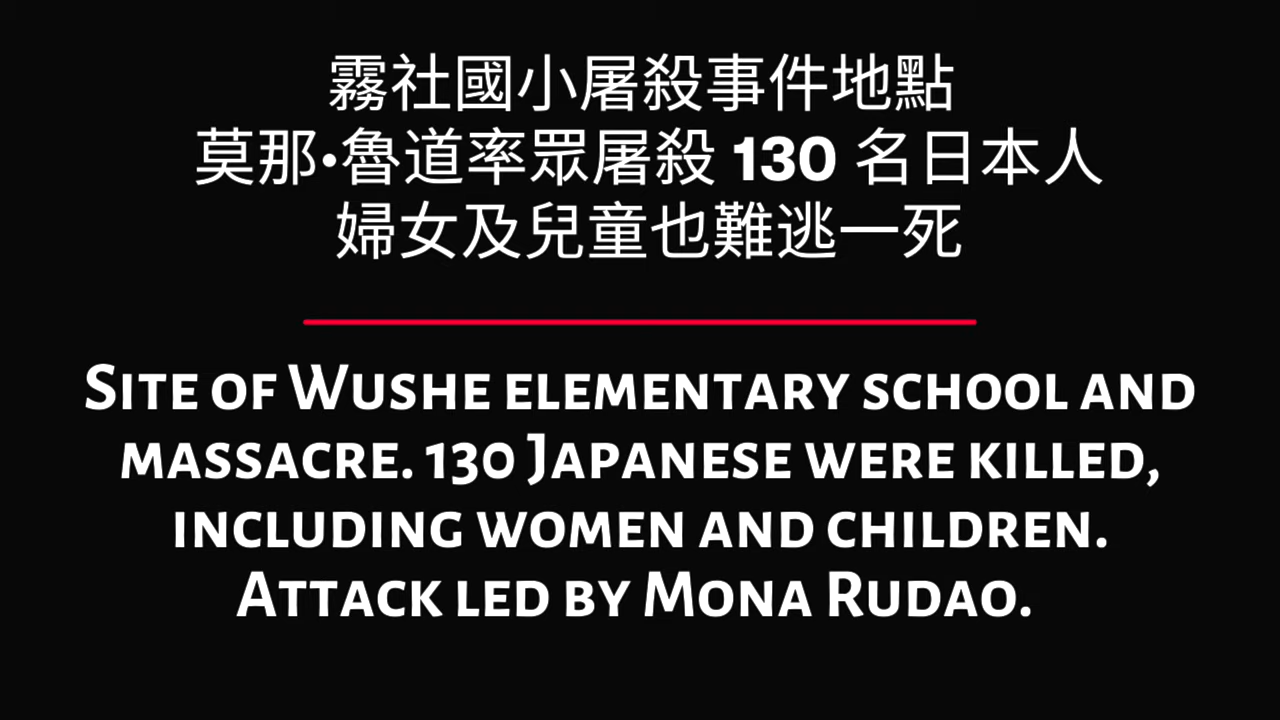 霧社國小屠殺事件地點
莫那•魯道率眾屠殺 130 名日本人
婦女及兒童也難逃一死
Site of Wushe elementary school and
massacre. 130 Japanese were killed,
including women and children.
Attack led by Mona Rudao.